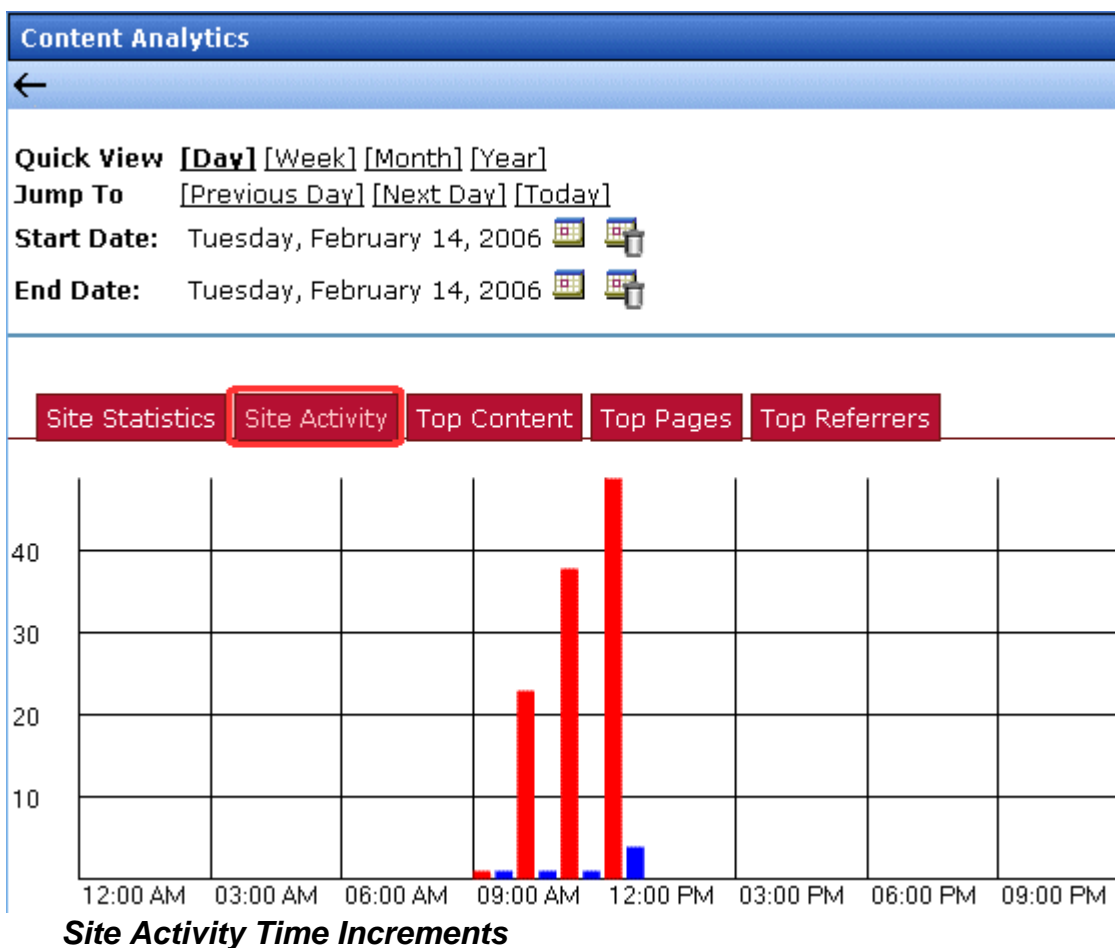 Content Analytics
Quick View [Day] [Week] [Month] [Year]
Jump To [Previous Day] [Next Day] [Today]
Start Date: Tuesday, February 14, 2006
End Date: Tuesday, February 14, 2006
Site Statistics Site Activity Top Content Top Pages Top Referrers
40
30
20
10
12:00 AM 03:00 AM 06:00 AM 09:00 AM 12:00 PM 03:00 PM 06:00 PM 09:00 PM
Site Activity Time Increments